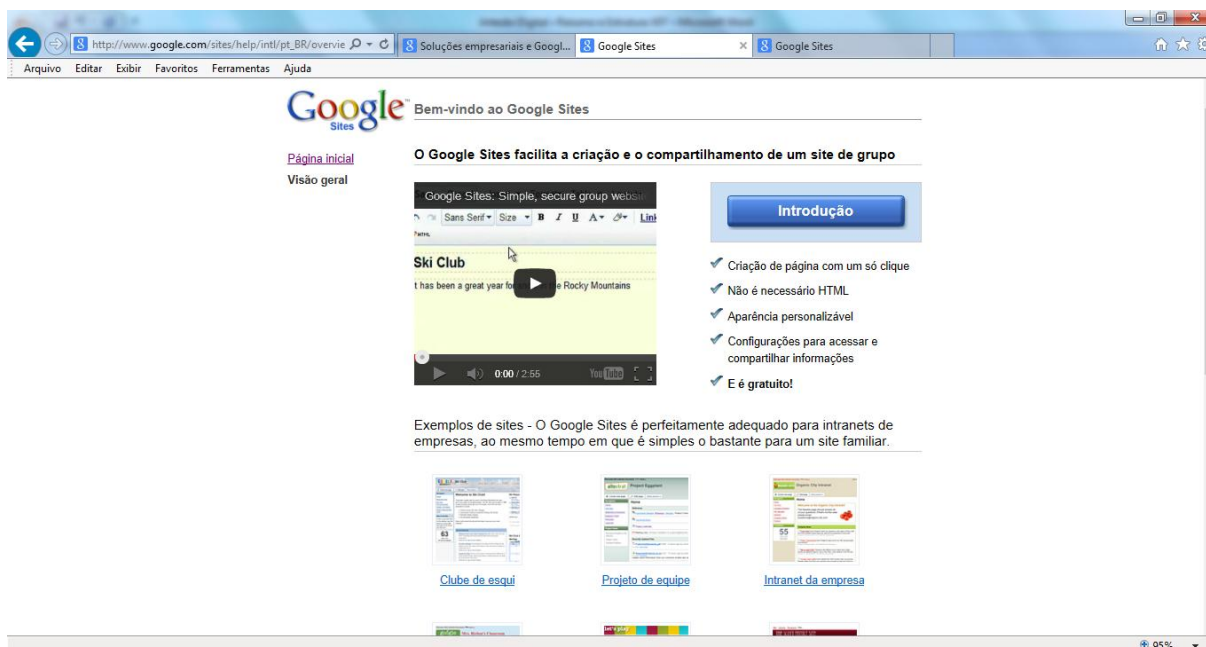 http://www.google.com/sites/help/intl/pt_BR/overvie
Soluções empresariais e Googl...
Google Sites
Google Sites
Arquivo Editar Exibir Favoritos Ferramentas Ajuda
Google
Sites
Bem-vindo ao Google Sites
Página inicial
Visão geral
O Google Sites facilita a criação e o compartilhamento de um site de grupo
Google Sites: Simple, secure group websi
Sans Serif Size B I U A Link
Ski Club
t has been a great year for the Rocky Mountains
0:00 / 2:55
YouTube
Introdução
Criação de página com um só clique
Não é necessário HTML
Aparência personalizável
Configurações para acessar e
compartilhar informações
E é gratuito!
Exemplos de sites - O Google Sites é perfeitamente adequado para intranets de
empresas, ao mesmo tempo em que é simples o bastante para um site familiar.
63
55
Clube de esqui
Projeto de equipe
Intranet da empresa
95%